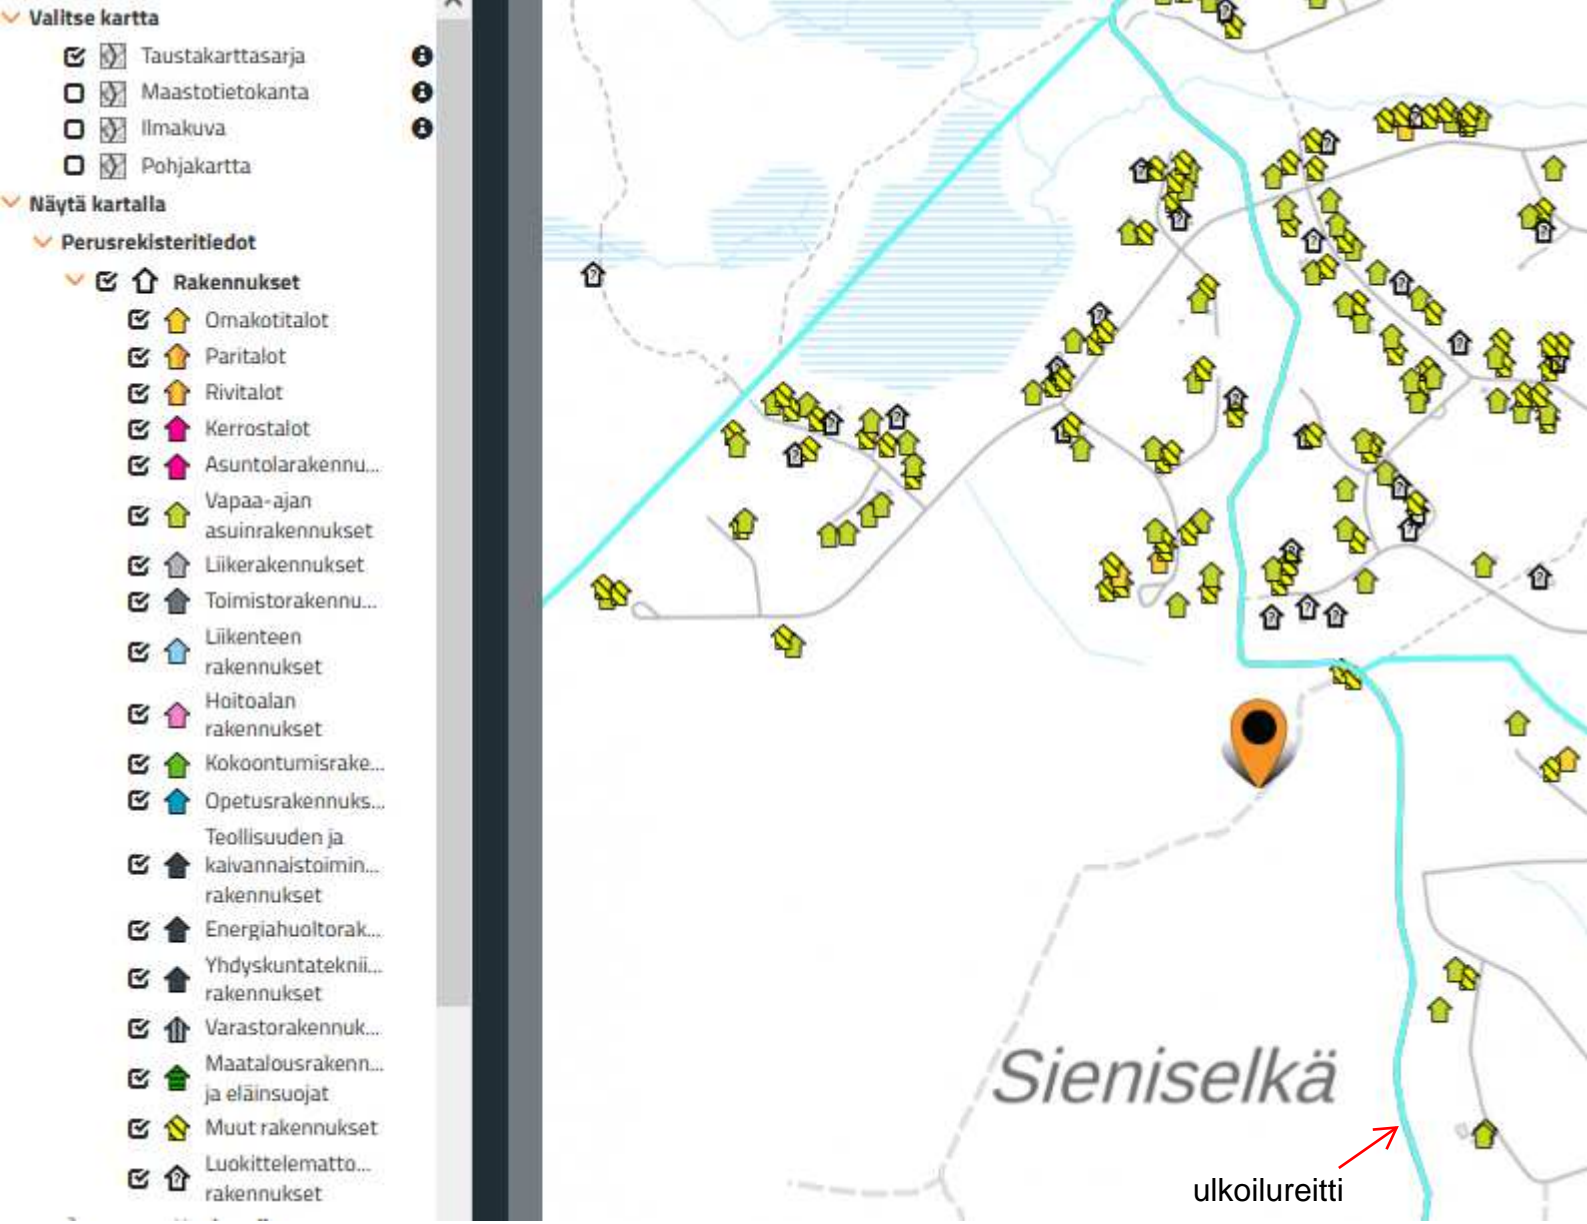 Valitse kartta
Taustakarttasarja
Maastotietokanta
Ilmakuva
Pohjakartta
Näytä kartalla
Perusrekisteritiedot
Rakennukset
Omakotitalot
Paritalot
Rivitalot
Kerrostalot
Asuntolarakennu...
Vapaa-ajan
asuinrakennukset
Liikerakennukset
Toimistorakennu...
Liikenteen
rakennukset
Hoitoalan
rakennukset
Kokoontumisrake...
Opetusrakennuks...
Teollisuuden ja
kaivannaistoimin...
rakennukset
Energiahuoltorak...
Yhdyskuntateknii...
rakennukset
Varastorakennuk...
Maatalousrakenn...
ja eläinsuojat
Muut rakennukset
Luokittelematto...
rakennukset
Sieniselkä
ulkoilureitti